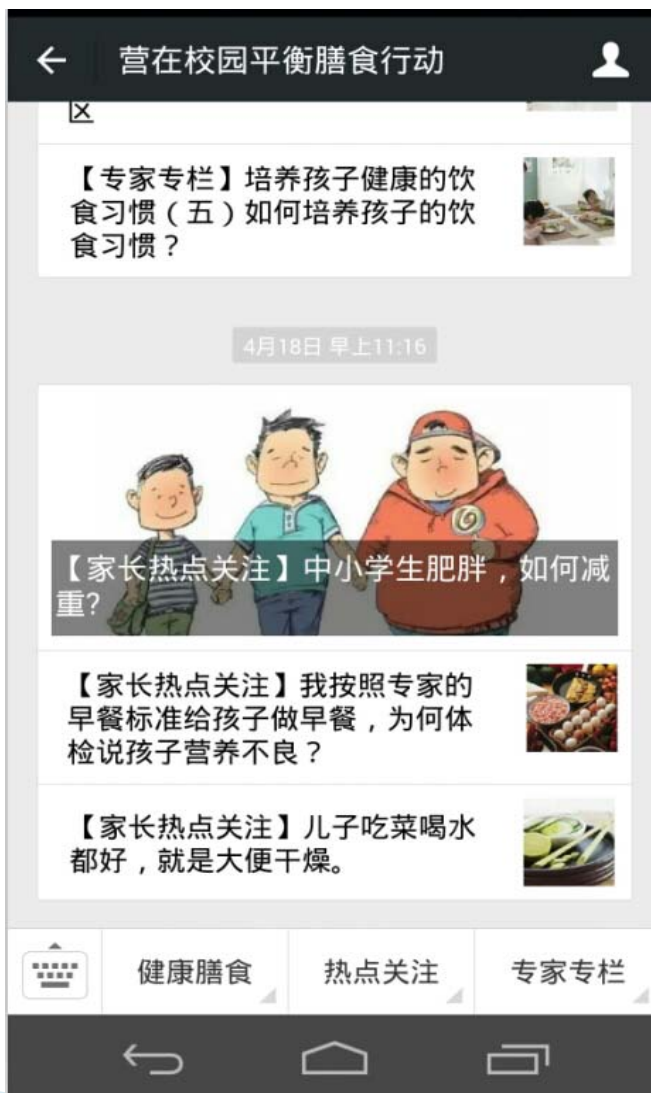 营在校园平衡膳食行动
区
【专家专栏】培养孩子健康的饮
食习惯（五）如何培养孩子的饮
食习惯？
4月18日 早上11:16
【家长热点关注】中小学生肥胖，如何减
重?
【家长热点关注】我按照专家的
早餐标准给孩子做早餐，为何体
检说孩子营养不良？
【家长热点关注】儿子吃菜喝水
都好，就是大便干燥。
健康膳食
热点关注
专家专栏